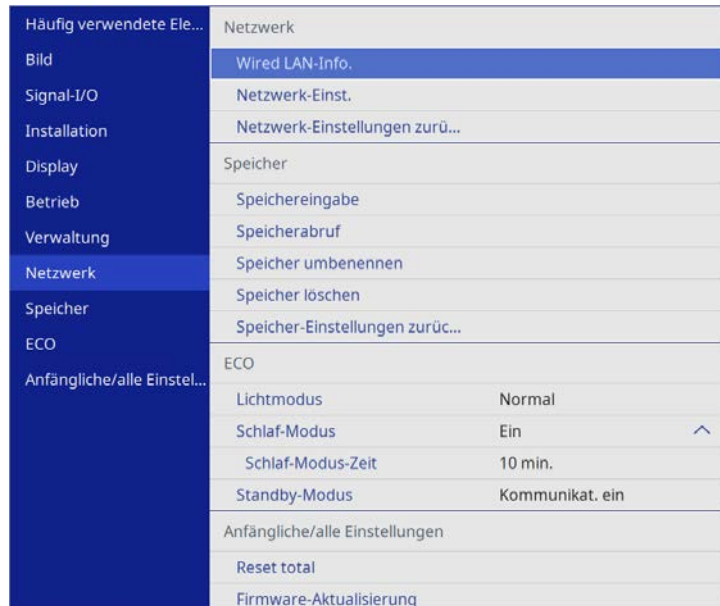 Häufig verwendete Ele...
Bild
Signal-I/O
Installation
Display
Betrieb
Verwaltung
Netzwerk
Speicher
ECO
Anfängliche/alle Einstel...
Netzwerk
Wired LAN-Info.
Netzwerk-Einst.
Netzwerk-Einstellungen zurü...
Speicher
Speichereingabe
Speicherabruf
Speicher umbenennen
Speicher löschen
Speicher-Einstellungen zurüc...
ECO
Lichtmodus Normal
Schlaf-Modus Ein
Schlaf-Modus-Zeit 10 min.
Standby-Modus Kommunikat. ein
Anfängliche/alle Einstellungen
Reset total
Firmware-Aktualisierung